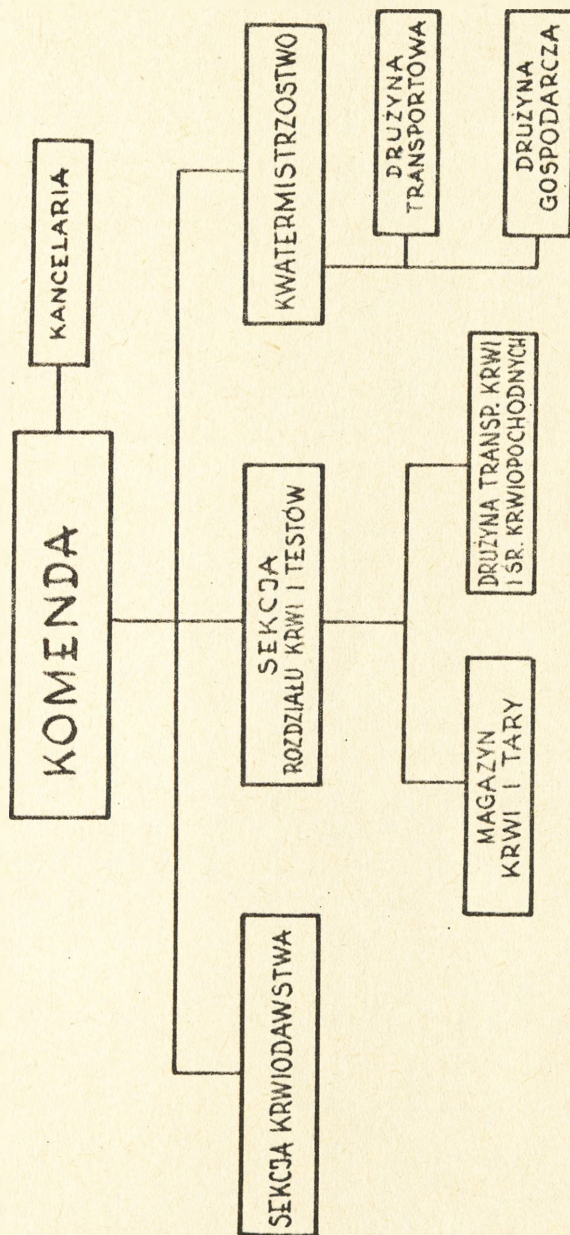 KOMENDA
KANCELARIA
SEKCJA KRWIODAWSTWA
SEKCJA
ROZDZIAŁU KRWI I TESTÓW
KWATERMISTRZOSTWO
MAGAZYN
KRWI I TARY
DRUŻYNA TRANSP. KRWI
I ŚR. KRWIOPOCHODNYCH
DRUŻYNA
TRANSPORTOWA
DRUŻYNA
GOSPODARCZA